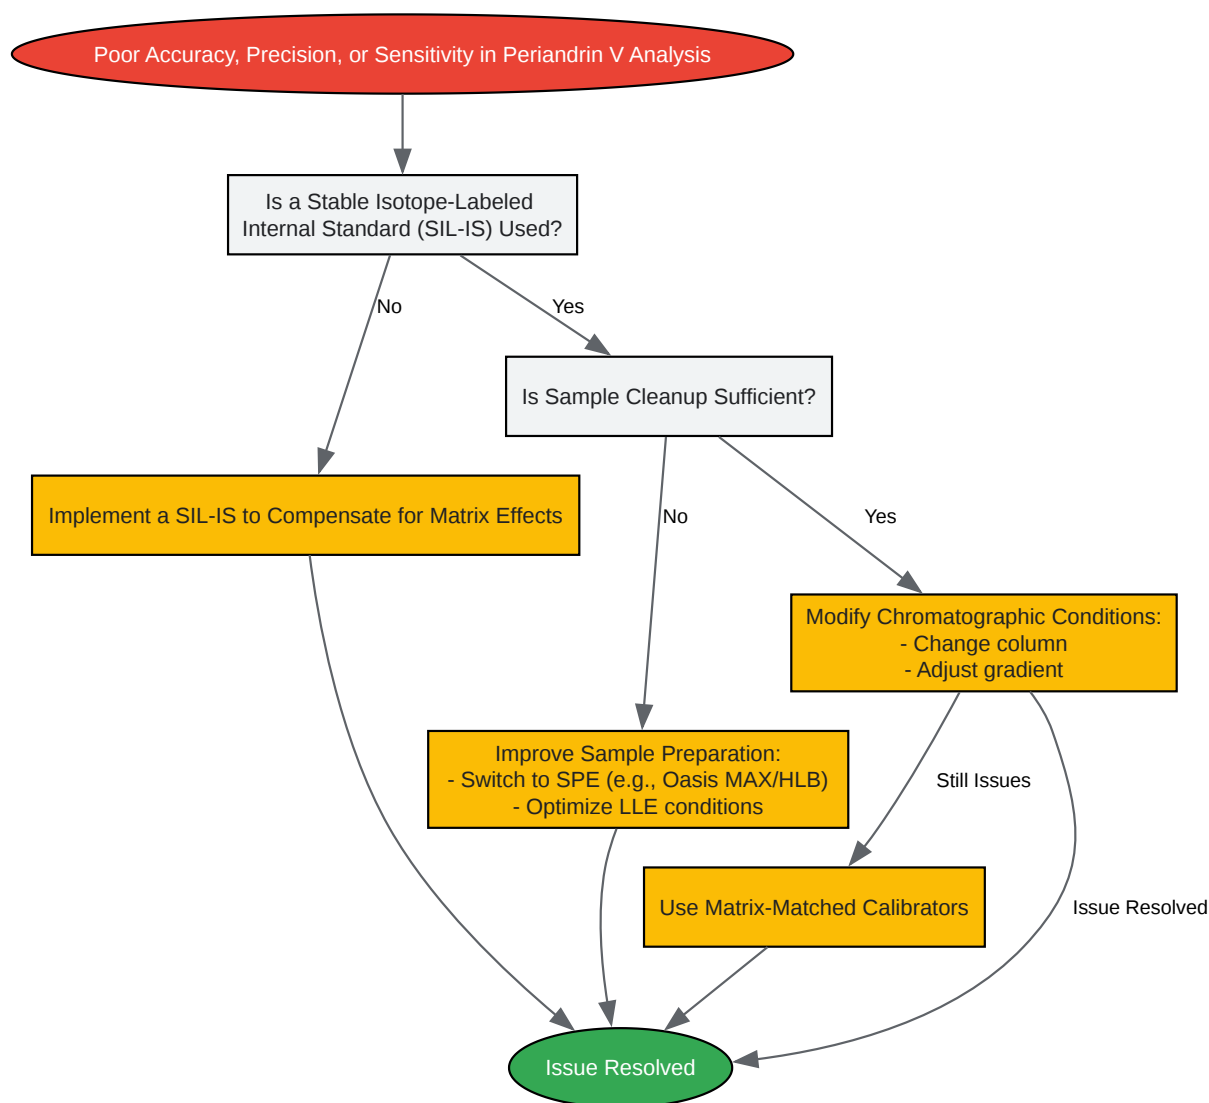 Poor Accuracy, Precision, or Sensitivity in Periandrin V Analysis
Is a Stable Isotope-Labeled
Internal Standard (SIL-IS) Used?
No
Yes
Is Sample Cleanup Sufficient?
Implement a SIL-IS to Compensate for Matrix Effects
No
Yes
Modify Chromatographic Conditions:
- Change column
- Adjust gradient
Improve Sample Preparation:
- Switch to SPE (e.g., Oasis MAX/HLB)
- Optimize LLE conditions
Still Issues
Use Matrix-Matched Calibrators
Issue Resolved
Issue Resolved